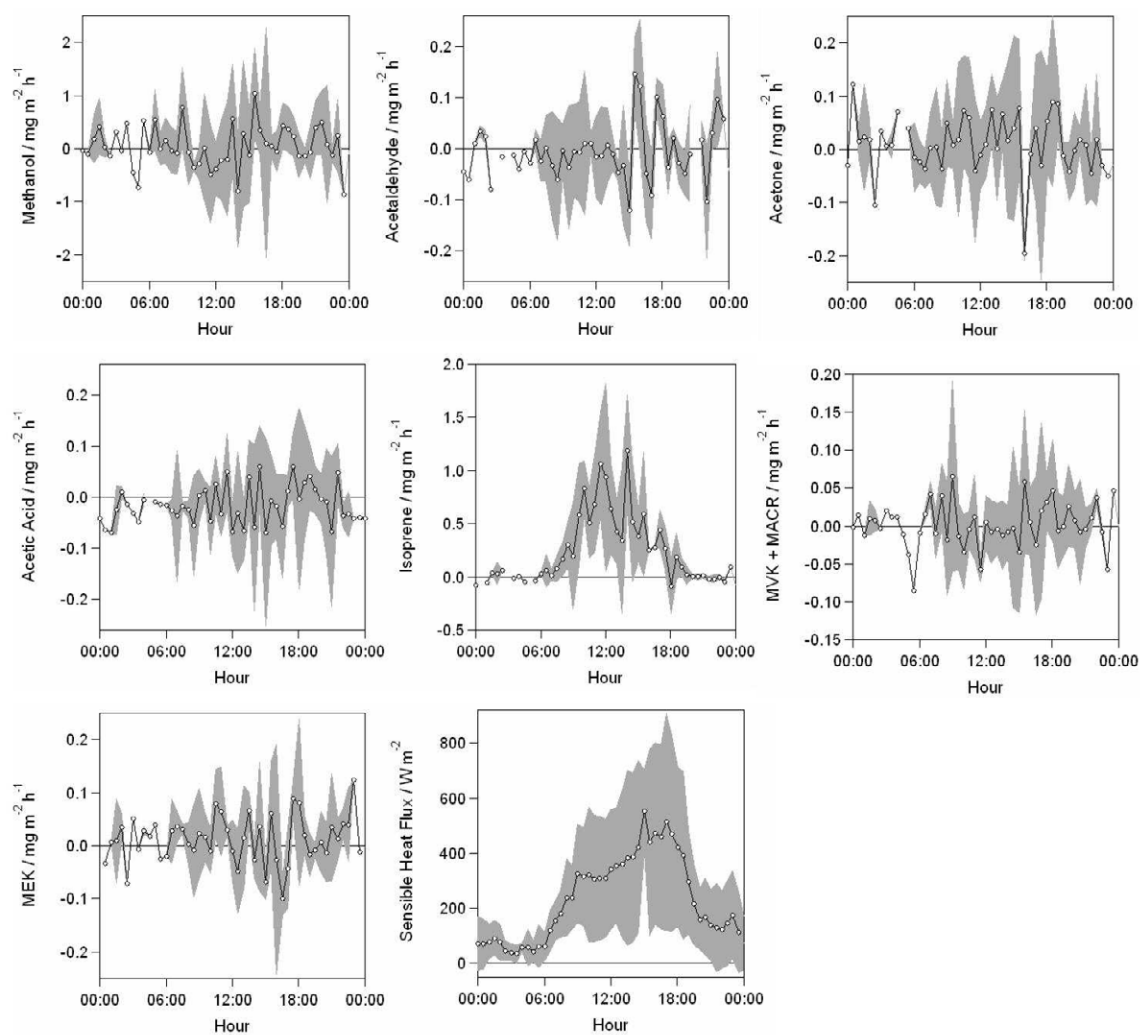 Methanol / mg m⁻² h⁻¹
2
1
0
-1
-2
00:00 06:00 12:00 18:00 00:00
Hour
Acetaldehyde / mg m⁻² h⁻¹
0.2
0.1
0.0
-0.1
-0.2
00:00 06:00 12:00 18:00 00:00
Hour
Acetone / mg m⁻² h⁻¹
0.2
0.1
0.0
-0.1
-0.2
00:00 06:00 12:00 18:00 00:00
Hour
Acetic Acid / mg m⁻² h⁻¹
0.2
0.1
0.0
-0.1
-0.2
00:00 06:00 12:00 18:00 00:00
Hour
Isoprene / mg m⁻² h⁻¹
2.0
1.5
1.0
0.5
0.0
-0.5
00:00 06:00 12:00 18:00 00:00
Hour
MVK + MACR / mg m⁻² h⁻¹
0.20
0.15
0.10
0.05
0.00
-0.05
-0.10
-0.15
00:00 06:00 12:00 18:00 00:00
Hour
MEK / mg m⁻² h⁻¹
0.2
0.1
0.0
-0.1
-0.2
00:00 06:00 12:00 18:00 00:00
Hour
Sensible Heat Flux / W m⁻²
800
600
400
200
0
00:00 06:00 12:00 18:00 00:00
Hour